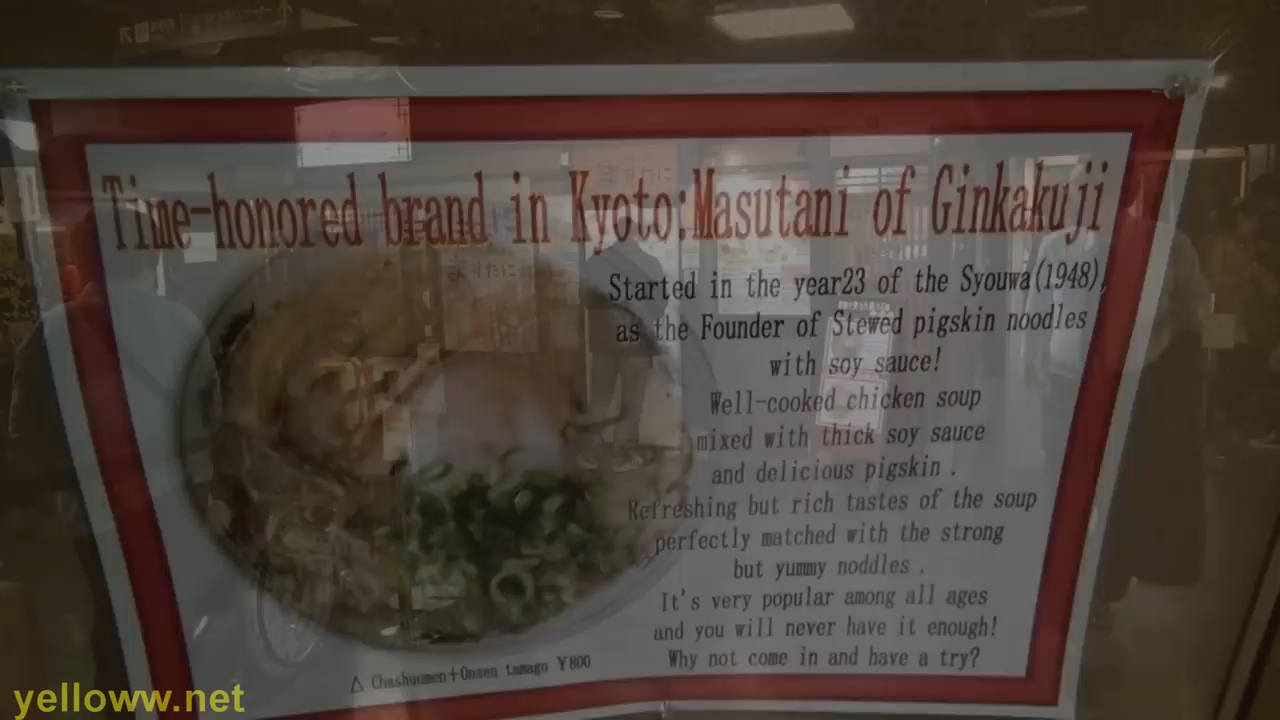 Time-honored brand in Kyoto:Masutani of Ginkakuji
Started in the year23 of the Syouwa(1948),
as the Founder of Stewed pigskin noodles
with soy sauce!
Well-cooked chicken soup
mixed with thick soy sauce
and delicious pigskin .
Refreshing but rich tastes of the soup
perfectly matched with the strong
but yummy noddles .
It's very popular among all ages
and you will never have it enough!
Why not come in and have a try?
△ Chashuumen+Onsen tamago Y800
yelloww.net